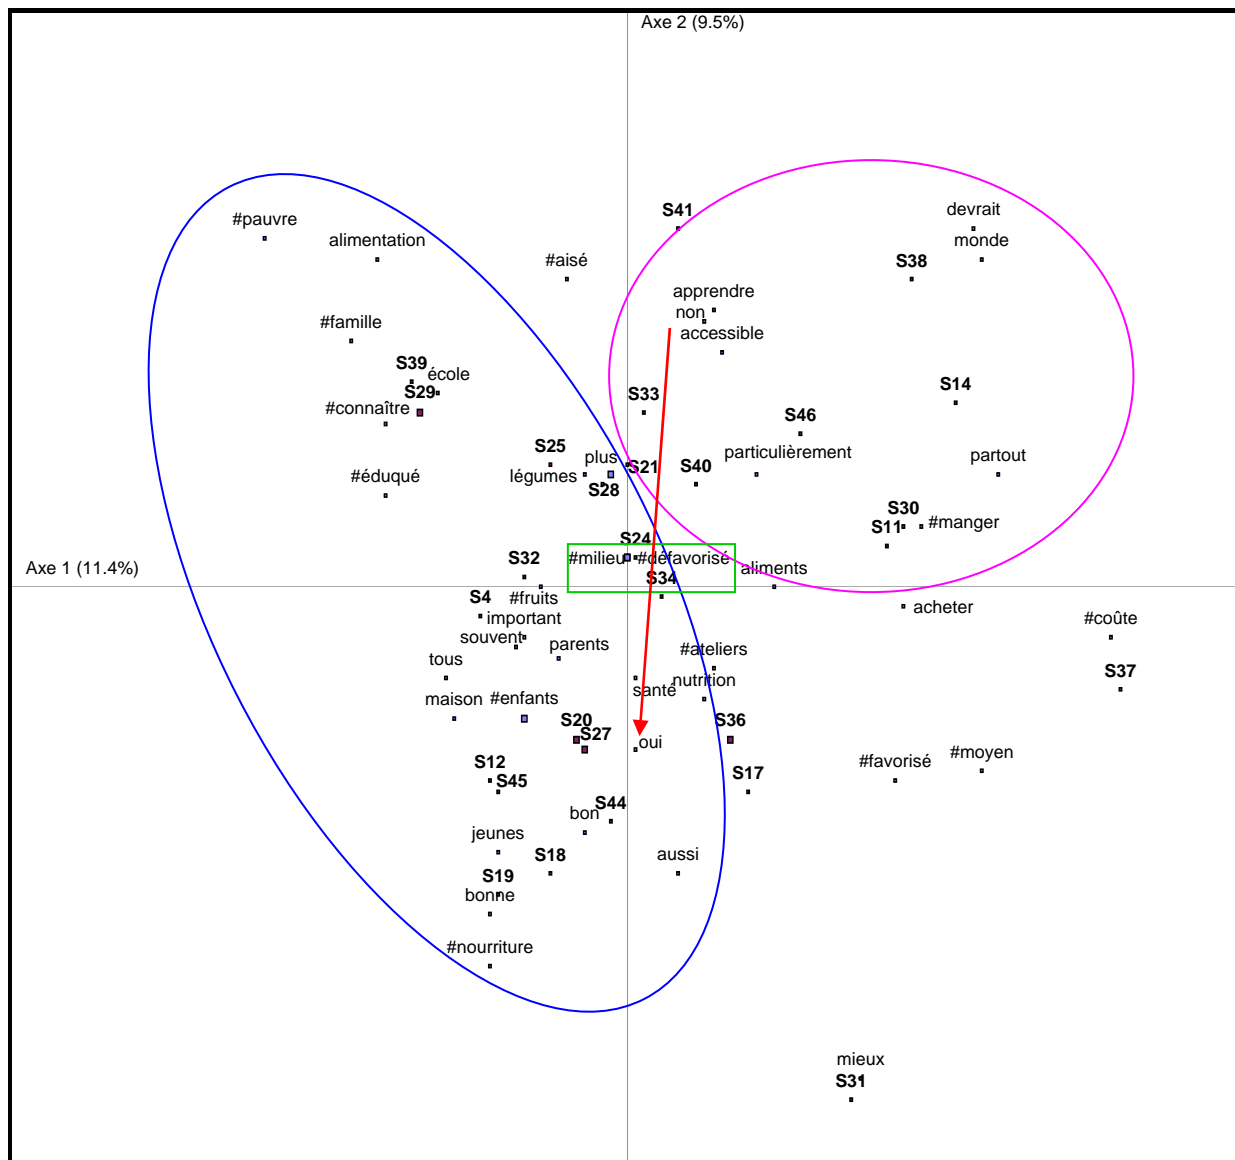 Axe 2 (9.5%)
S41
devrait
#pauvre
monde
alimentation
#aisé
S38
apprendre
non
#famille
accessible
S39
école
S29
S33
S14
#connaître
S46
S25
plus
particulièrement
partout
légumes
S21
S40
#éduqué
S28
S30
#manger
S11
S24
#milieu
#défavorisé
Axe 1 (11.4%)
S32
aliments
S34
#fruits
S4
acheter
important
#coûte
souvent
parents
#ateliers
tous
S37
santé
nutrition
maison
#enfants
S20
S36
S27
oui
#moyen
#favorisé
S12
S17
S45
S44
bon
jeunes
aussi
S18
S19
bonne
#nourriture
mieux
S31